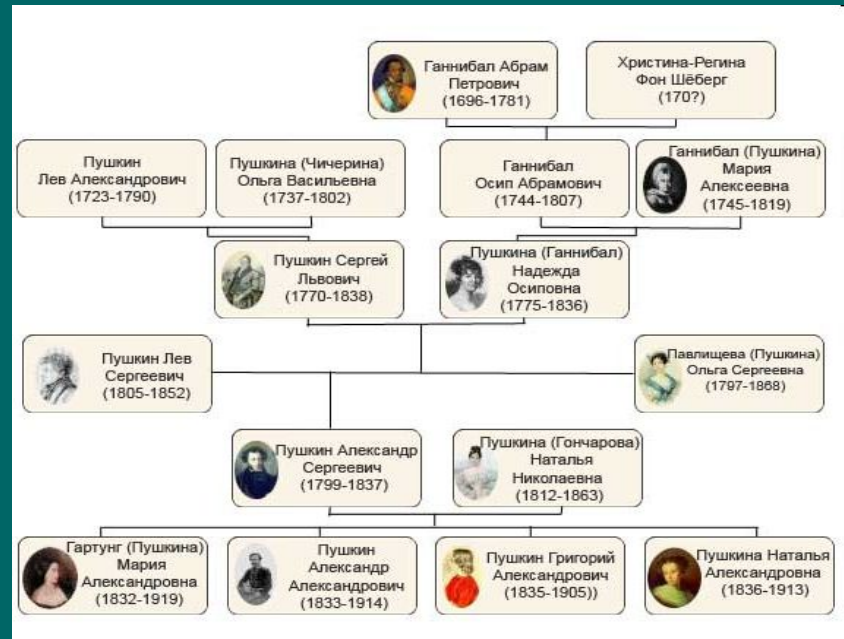 Ганнибал Абрам
Петрович
(1696-1781)
Христина-Регина
Фон Шёберг
(170?)
Пушкин
Лев Александрович
(1723-1790)
Пушкина (Чичерина)
Ольга Васильевна
(1737-1802)
Ганнибал
Осип Абрамович
(1744-1807)
Ганнибал (Пушкина)
Мария
Алексеевна
(1745-1819)
Пушкин Сергей
Львович
(1770-1838)
Пушкина (Ганнибал)
Надежда
Осиповна
(1775-1836)
Пушкин Лев
Сергеевич
(1805-1852)
Павлищева (Пушкина)
Ольга Сергеевна
(1797-1868)
Пушкин Александр
Сергеевич
(1799-1837)
Пушкина (Гончарова)
Наталья
Николаевна
(1812-1863)
Гартунг (Пушкина)
Мария
Александровна
(1832-1919)
Пушкин
Александр
Александрович
(1833-1914)
Пушкин Григорий
Александрович
(1835-1905))
Пушкина Наталья
Александровна
(1836-1913)